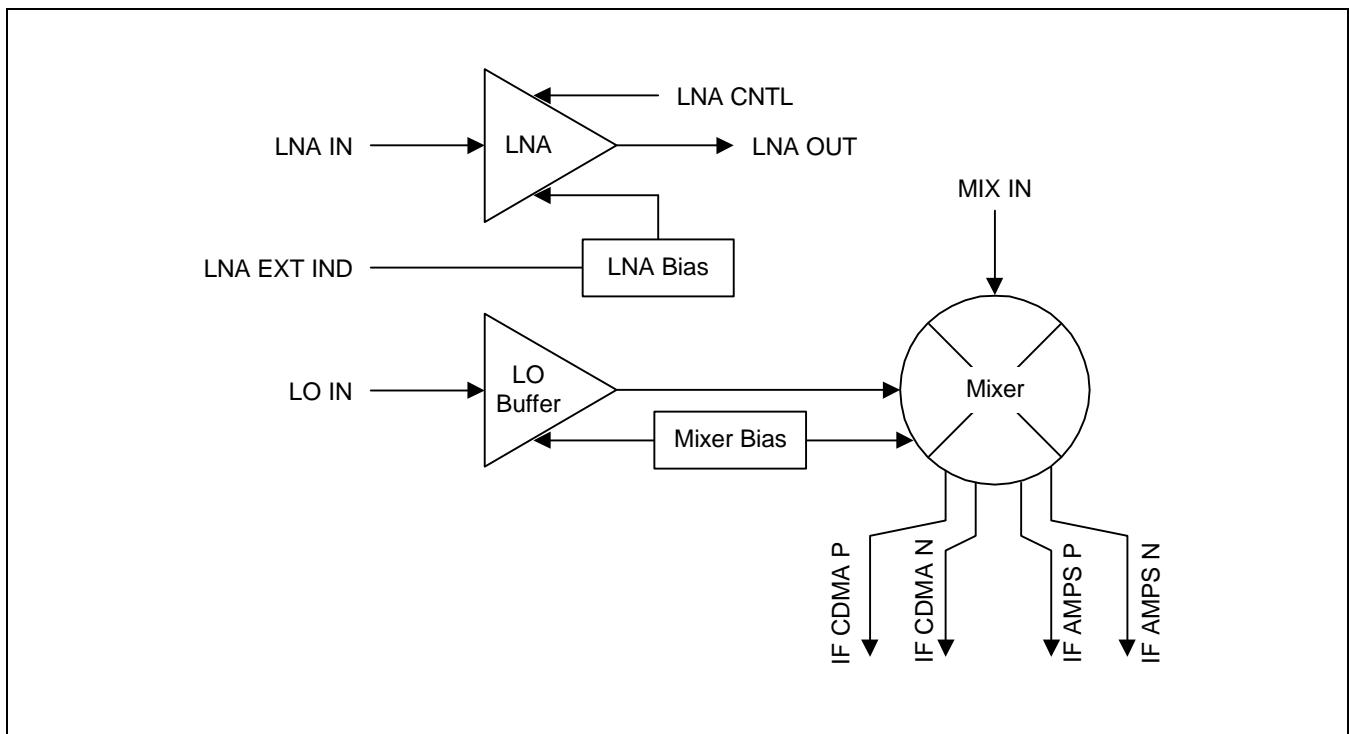 LNA CNTL
LNA IN
LNA
LNA OUT
MIX IN
LNA EXT IND
LNA Bias
LO IN
LO
Buffer
Mixer
Mixer Bias
IF CDMA P
IF CDMA N
IF AMPS P
IF AMPS N